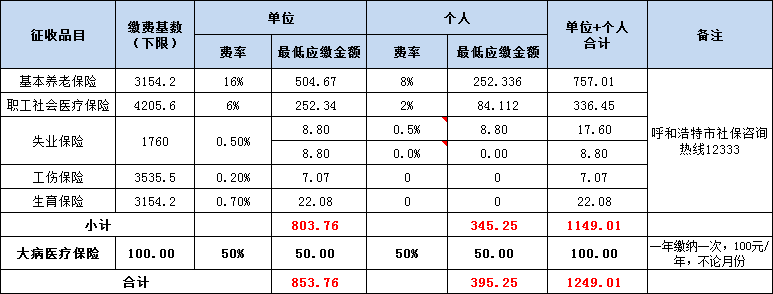 征收品目 缴费基数（下限） 单位 个人 单位+个人合计 备注
费率 最低应缴金额 费率 最低应缴金额
基本养老保险 3154.2 16% 504.67 8% 252.336 757.01
职工社会医疗保险 4205.6 6% 252.34 2% 84.112 336.45
失业保险 1760 0.50% 8.80 0.5% 8.80 17.60
8.80 0.0% 0.00 8.80
呼和浩特市社保咨询
热线12333
工伤保险 3535.5 0.20% 7.07 0 0 7.07
生育保险 3154.2 0.70% 22.08 0 0 22.08
小计 803.76 345.25 1149.01
大病医疗保险 100.00 50% 50.00 50% 50.00 100.00 一年缴纳一次，100元/
年，不论月份
合计 853.76 395.25 1249.01